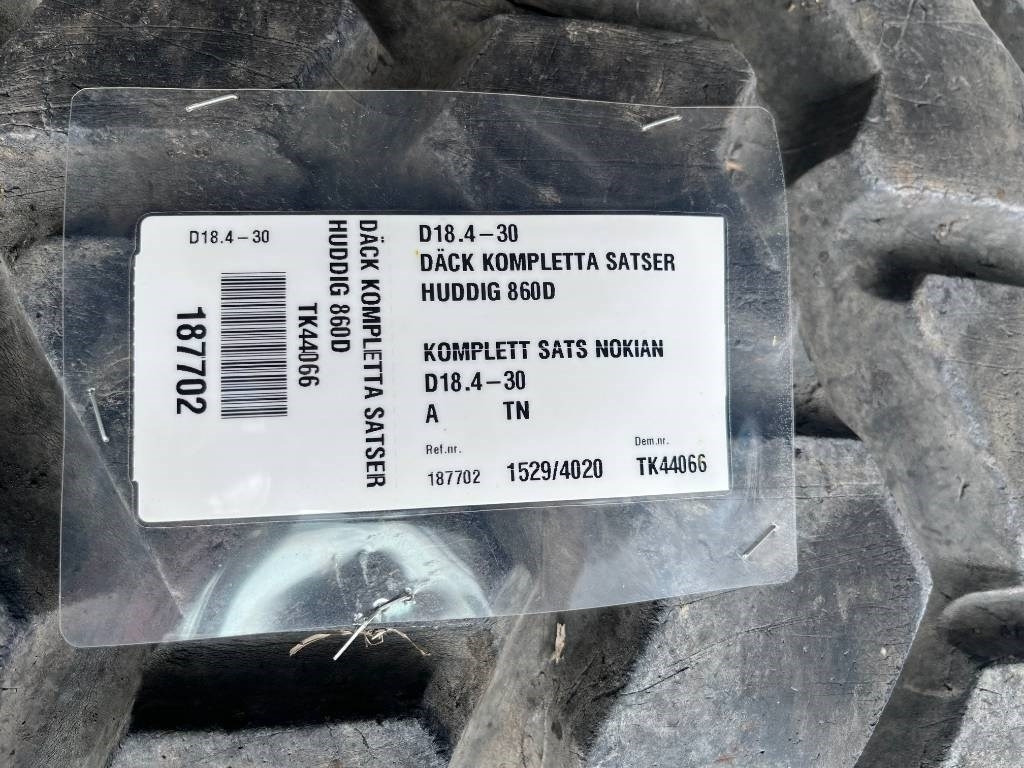 D18.4-30
187702
TK44066
HUDDIG 860D
DÄCK KOMPLETTA SATSER
D18.4-30
DÄCK KOMPLETTA SATSER
HUDDIG 860D
KOMPLETT SATS NOKIAN
D18.4-30
A TN
Ref.nr. Dem.nr.
187702 1529/4020 TK44066